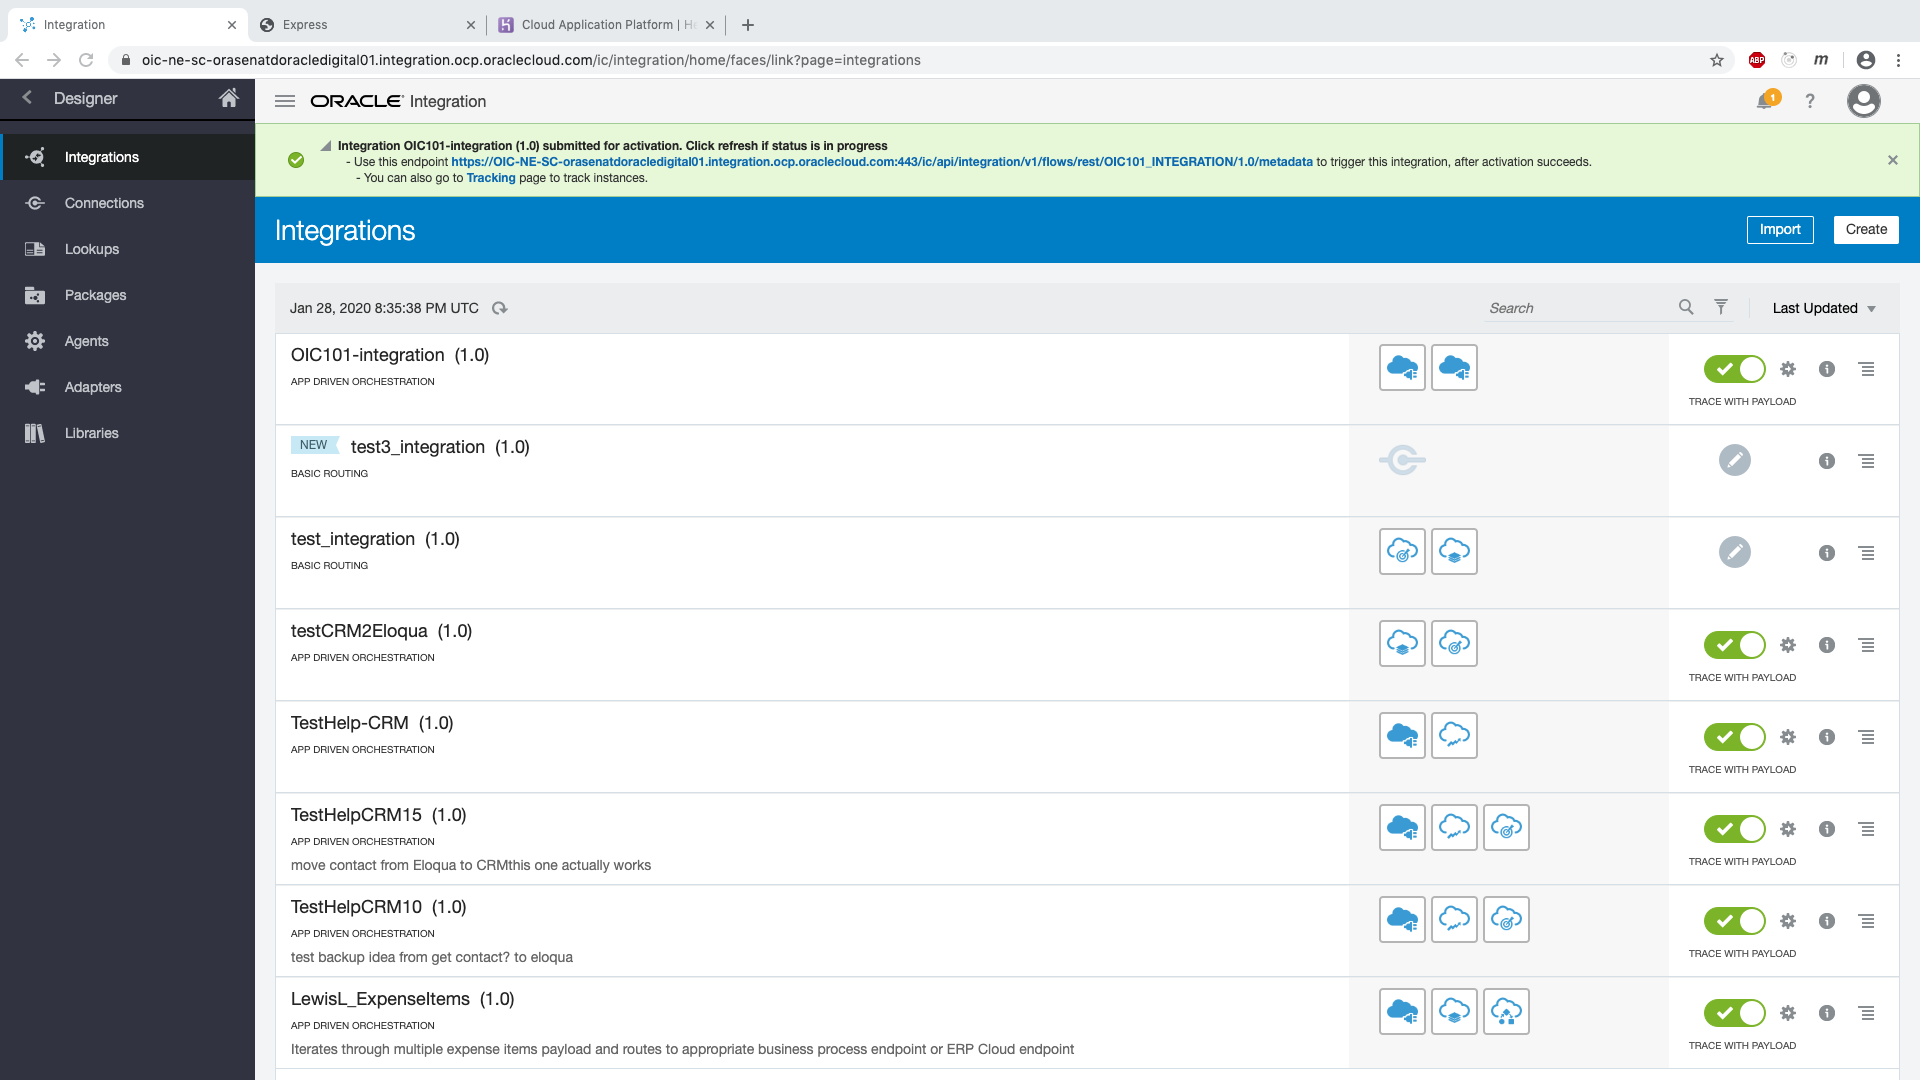 Integration
Express
Cloud Application Platform | He
oic-ne-sc-orasenatdoracledigital01.integration.ocp.oraclecloud.com/ic/integration/home/faces/link?page=integrations
ABP
m
Designer
ORACLE Integration
1
?
Integration OIC101-integration (1.0) submitted for activation. Click refresh if status is in progress
- Use this endpoint https://OIC-NE-SC-orasenatdoracledigital01.integration.ocp.oraclecloud.com:443/ic/api/integration/v1/flows/rest/OIC101_INTEGRATION/1.0/metadata to trigger this integration, after activation succeeds.
- You can also go to Tracking page to track instances.
Integrations
Connections
Lookups
Packages
Agents
Adapters
Libraries
Integrations
Import
Create
Jan 28, 2020 8:35:38 PM UTC
Search
Last Updated
OIC101-integration (1.0)
APP DRIVEN ORCHESTRATION
TRACE WITH PAYLOAD
NEW test3_integration (1.0)
BASIC ROUTING
test_integration (1.0)
BASIC ROUTING
testCRM2Eloqua (1.0)
APP DRIVEN ORCHESTRATION
TRACE WITH PAYLOAD
TestHelp-CRM (1.0)
APP DRIVEN ORCHESTRATION
TRACE WITH PAYLOAD
TestHelpCRM15 (1.0)
APP DRIVEN ORCHESTRATION
move contact from Eloqua to CRMthis one actually works
TRACE WITH PAYLOAD
TestHelpCRM10 (1.0)
APP DRIVEN ORCHESTRATION
test backup idea from get contact? to eloqua
TRACE WITH PAYLOAD
LewisL_ExpenseItems (1.0)
APP DRIVEN ORCHESTRATION
Iterates through multiple expense items payload and routes to appropriate business process endpoint or ERP Cloud endpoint
TRACE WITH PAYLOAD